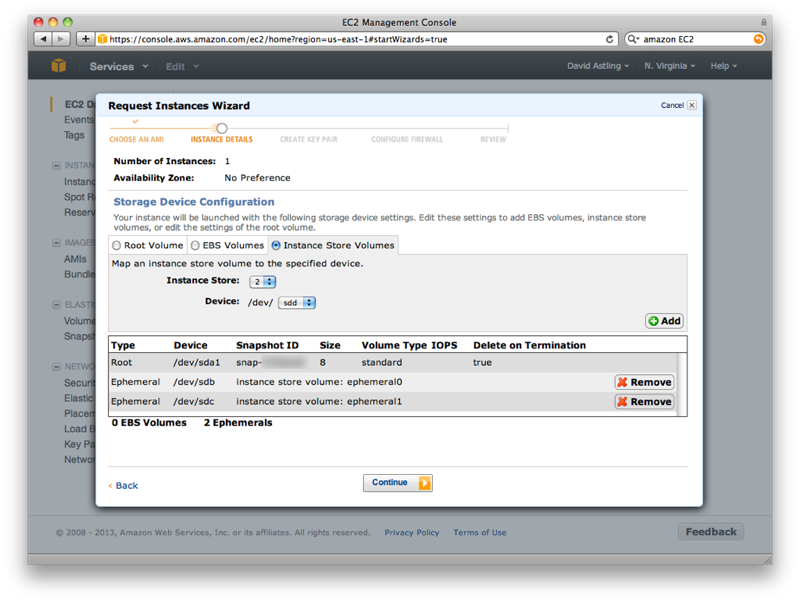 EC2 Management Console
https://console.aws.amazon.com/ec2/home?region=us-east-1#startWizards=true
amazon EC2
Services Edit David Astling N. Virginia Help
EC2 Da
Events
Tags
INSTAN
Instanc
Spot R
Reserv
IMAGES
AMIs
Bundle
ELASTI
Volume
Snapsh
NETWO
Securit
Elastic
Placem
Load B
Key Pa
Networ
Request Instances Wizard Cancel
CHOOSE AN AMI INSTANCE DETAILS CREATE KEY PAIR CONFIGURE FIREWALL REVIEW
Number of Instances: 1
Availability Zone: No Preference
Storage Device Configuration
Your instance will be launched with the following storage device settings. Edit these settings to add EBS volumes, instance store
volumes, or edit the settings of the root volume.
Root Volume EBS Volumes Instance Store Volumes
Map an instance store volume to the specified device.
Instance Store: 2
Device: /dev/ sdd
Add
Type Device Snapshot ID Size Volume Type IOPS Delete on Termination
Root /dev/sda1 snap- 8 standard true
Ephemeral /dev/sdb instance store volume: ephemeral0 Remove
Ephemeral /dev/sdc instance store volume: ephemeral1 Remove
0 EBS Volumes 2 Ephemerals
Back Continue
© 2008 - 2013, Amazon Web Services, Inc. or its affiliates. All rights reserved. Privacy Policy Terms of Use Feedback